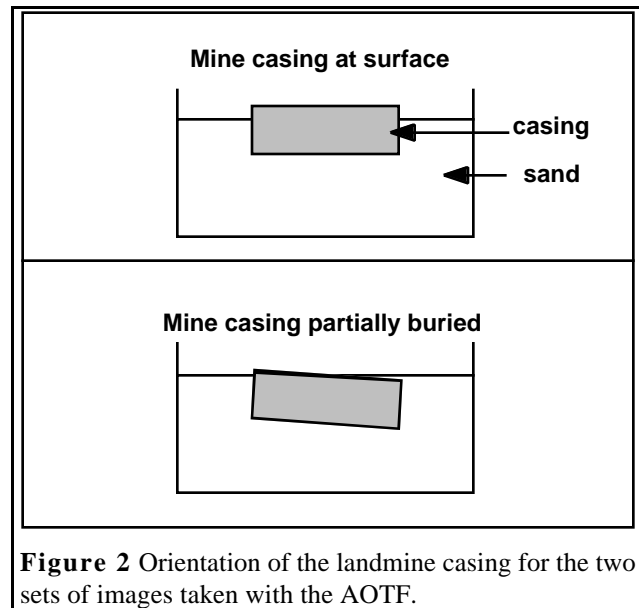 Mine casing at surface
casing
sand
Mine casing partially buried
Figure 2 Orientation of the landmine casing for the two
sets of images taken with the AOTF.